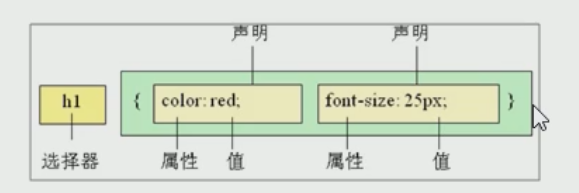 声明 声明
h1 { color: red; font-size: 25px; }
选择器 属性 值 属性 值